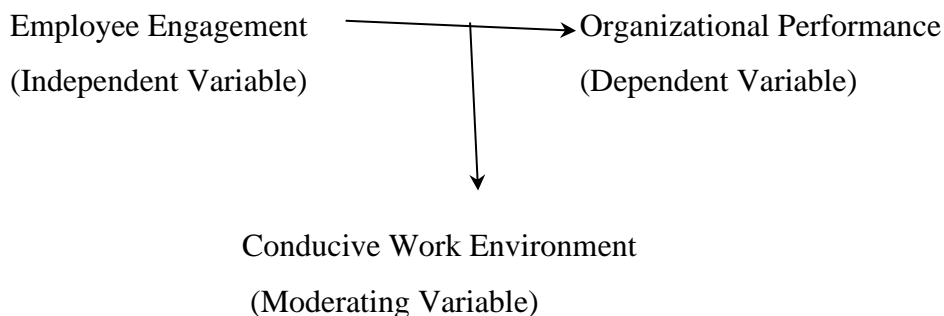 Employee Engagement Organizational Performance
(Independent Variable) (Dependent Variable)
Conducive Work Environment
(Moderating Variable)